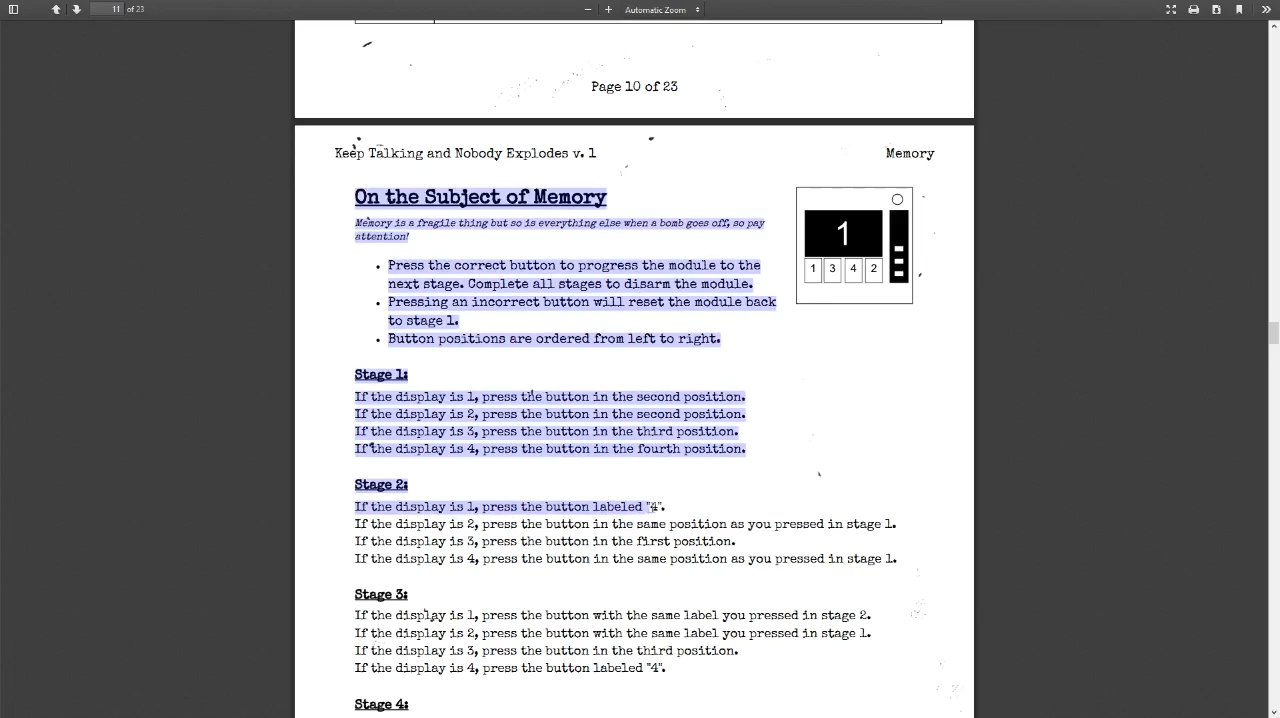 11 of 23
Automatic Zoom
Page 10 of 23
Keep Talking and Nobody Explodes v. 1
Memory
On the Subject of Memory
Memory is a fragile thing but so is everything else when a bomb goes off, so pay
attention!
• Press the correct button to progress the module to the
next stage. Complete all stages to disarm the module.
• Pressing an incorrect button will reset the module back
to stage 1.
• Button positions are ordered from left to right.
1
1 3 4 2
Stage 1:
If the display is 1, press the button in the second position.
If the display is 2, press the button in the second position.
If the display is 3, press the button in the third position.
If the display is 4, press the button in the fourth position.
Stage 2:
If the display is 1, press the button labeled "4".
If the display is 2, press the button in the same position as you pressed in stage 1.
If the display is 3, press the button in the first position.
If the display is 4, press the button in the same position as you pressed in stage 1.
Stage 3:
If the display is 1, press the button with the same label you pressed in stage 2.
If the display is 2, press the button with the same label you pressed in stage 1.
If the display is 3, press the button in the third position.
If the display is 4, press the button labeled "4".
Stage 4: